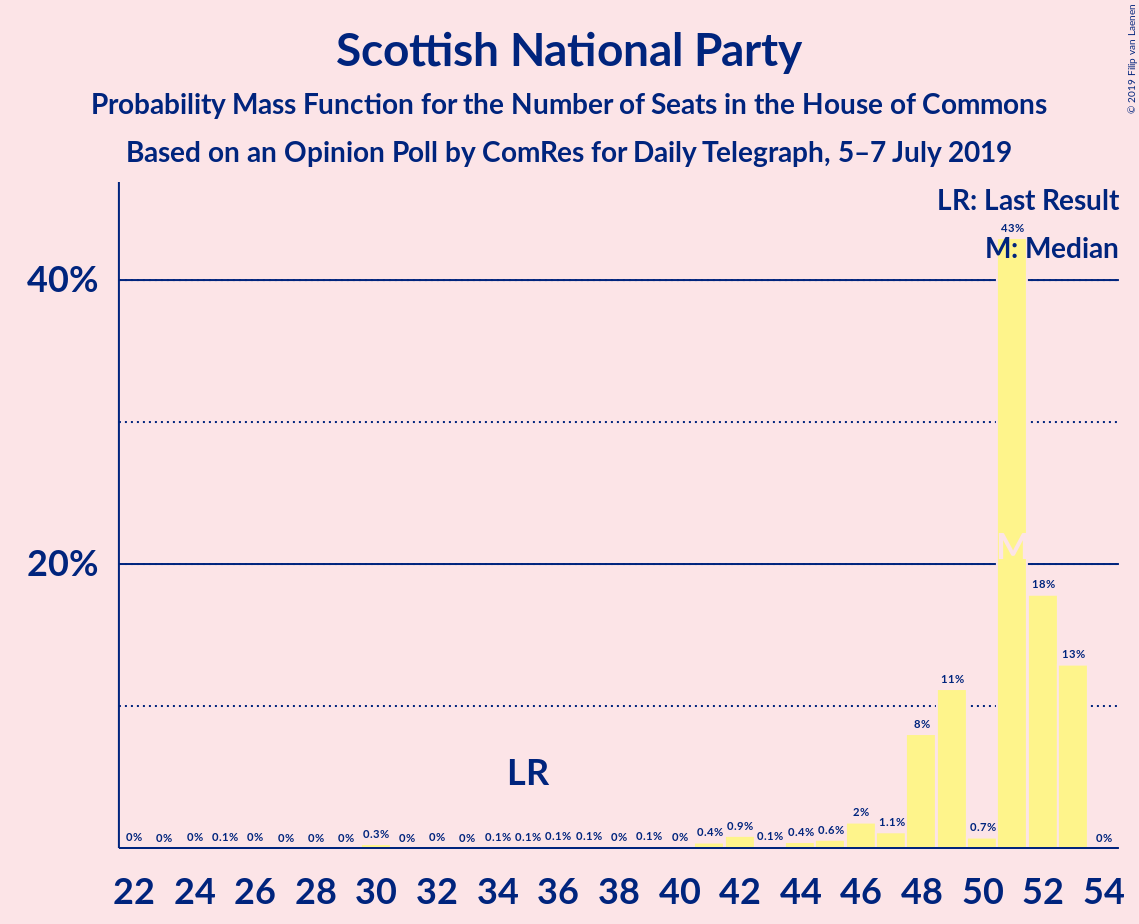 Scottish National Party
Probability Mass Function for the Number of Seats in the House of Commons
Based on an Opinion Poll by ComRes for Daily Telegraph, 5–7 July 2019
© 2019 Filip van Laenen
LR: Last Result
M: Median
43%
40%
20%
M
18%
13%
11%
8%
LR
0% 0% 0% 0.1% 0% 0% 0% 0% 0.3% 0% 0% 0% 0.1% 0.1% 0.1% 0.1% 0% 0.1% 0% 0.4% 0.9% 0.1% 0.4% 0.6% 2% 1.1% 0.7% 0%
22 24 26 28 30 32 34 36 38 40 42 44 46 48 50 52 54